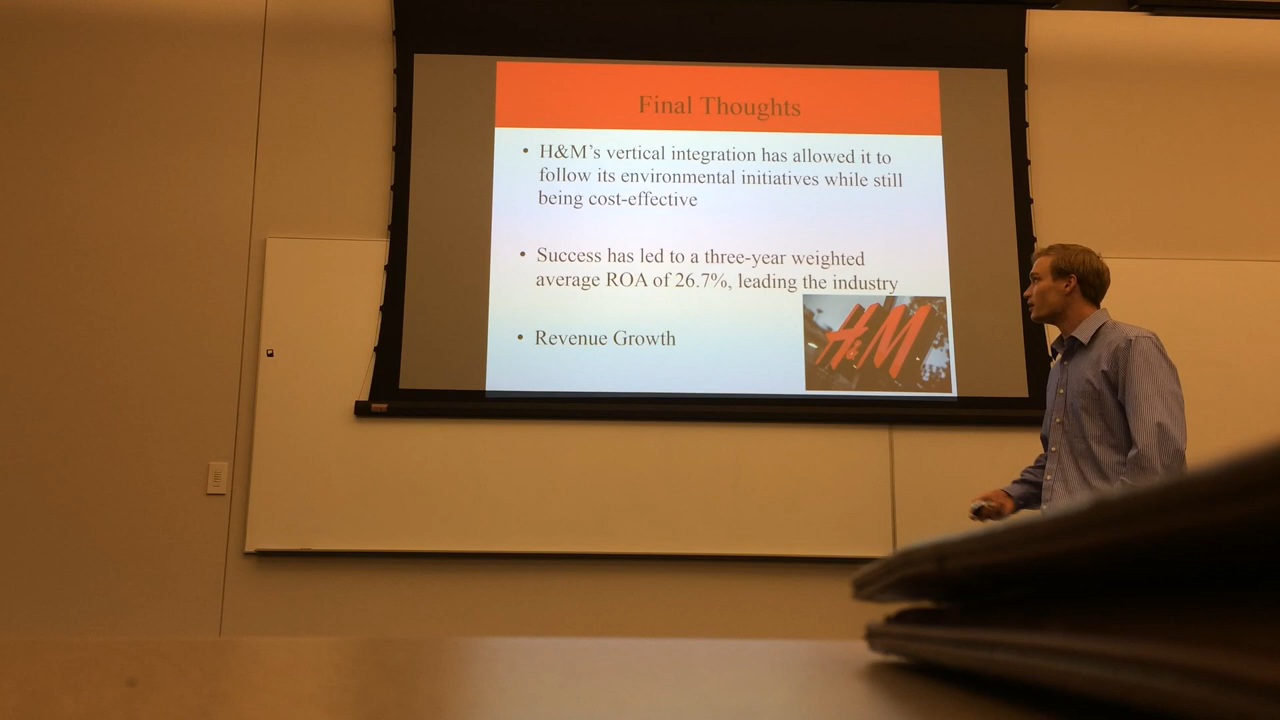 Final Thoughts
• H&M's vertical integration has allowed it to
follow its environmental initiatives while still
being cost-effective
• Success has led to a three-year weighted
average ROA of 26.7%, leading the industry
• Revenue Growth
H&M